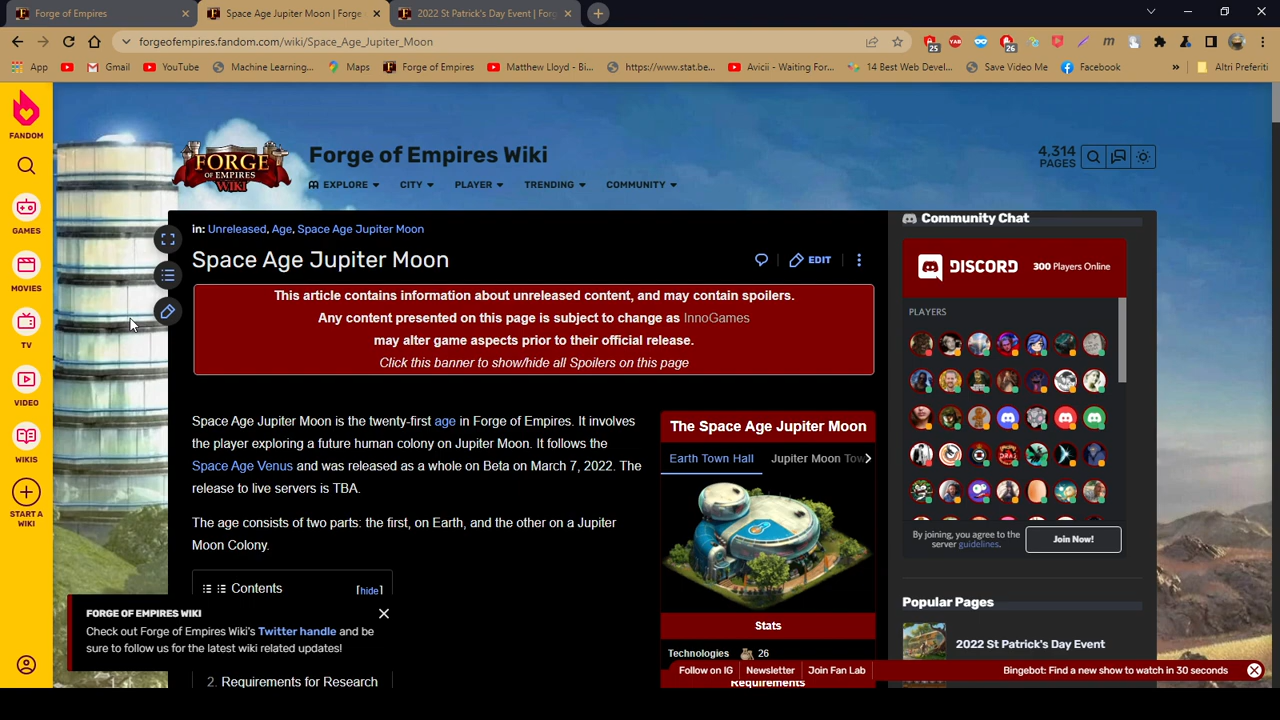 Forge of Empires
Space Age Jupiter Moon | Forge
2022 St Patrick's Day Event | For
forgeofempires.fandom.com/wiki/Space_Age_Jupiter_Moon
25
26
App
Gmail
YouTube
Machine Learning...
Maps
Forge of Empires
Matthew Lloyd - Bi...
https://www.stat.be...
Avicii - Waiting For...
14 Best Web Devel...
Save Video Me
Facebook
»
Altri Preferiti
FANDOM
GAMES
MOVIES
TV
VIDEO
WIKIS
START A
WIKI
FORGE
OF EMPIRES
WIKI
Forge of Empires Wiki
EXPLORE
CITY
PLAYER
TRENDING
COMMUNITY
4,314
PAGES
in: Unreleased, Age, Space Age Jupiter Moon
Space Age Jupiter Moon
EDIT
This article contains information about unreleased content, and may contain spoilers.
Any content presented on this page is subject to change as InnoGames
may alter game aspects prior to their official release.
Click this banner to show/hide all Spoilers on this page
Space Age Jupiter Moon is the twenty-first age in Forge of Empires. It involves
the player exploring a future human colony on Jupiter Moon. It follows the
Space Age Venus and was released as a whole on Beta on March 7, 2022. The
release to live servers is TBA.
The age consists of two parts: the first, on Earth, and the other on a Jupiter
Moon Colony.
Contents [hide]
2. Requirements for Research
FORGE OF EMPIRES WIKI
Check out Forge of Empires Wiki's Twitter handle and be
sure to follow us for the latest wiki related updates!
The Space Age Jupiter Moon
Earth Town Hall
Jupiter Moon Tow
Stats
Technologies 26
Requirements
Community Chat
DISCORD
300 Players Online
PLAYERS
By joining, you agree to the
server guidelines.
Join Now!
Popular Pages
2022 St Patrick's Day Event
Follow on IG
Newsletter
Join Fan Lab
Bingebot: Find a new show to watch in 30 seconds